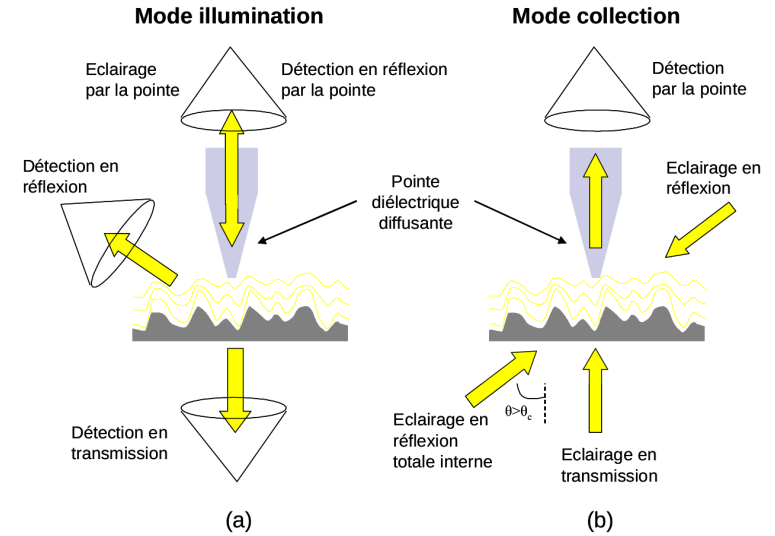 Mode illumination
Eclairage
par la pointe
Détection en réflexion
par la pointe
Détection en
réflexion
Détection en
transmission
(a)
Pointe
diélectrique
diffusante
Mode collection
Détection
par la pointe
Eclairage en
réflexion
θ>θc
Eclairage en
réflexion
totale interne
Eclairage en
transmission
(b)